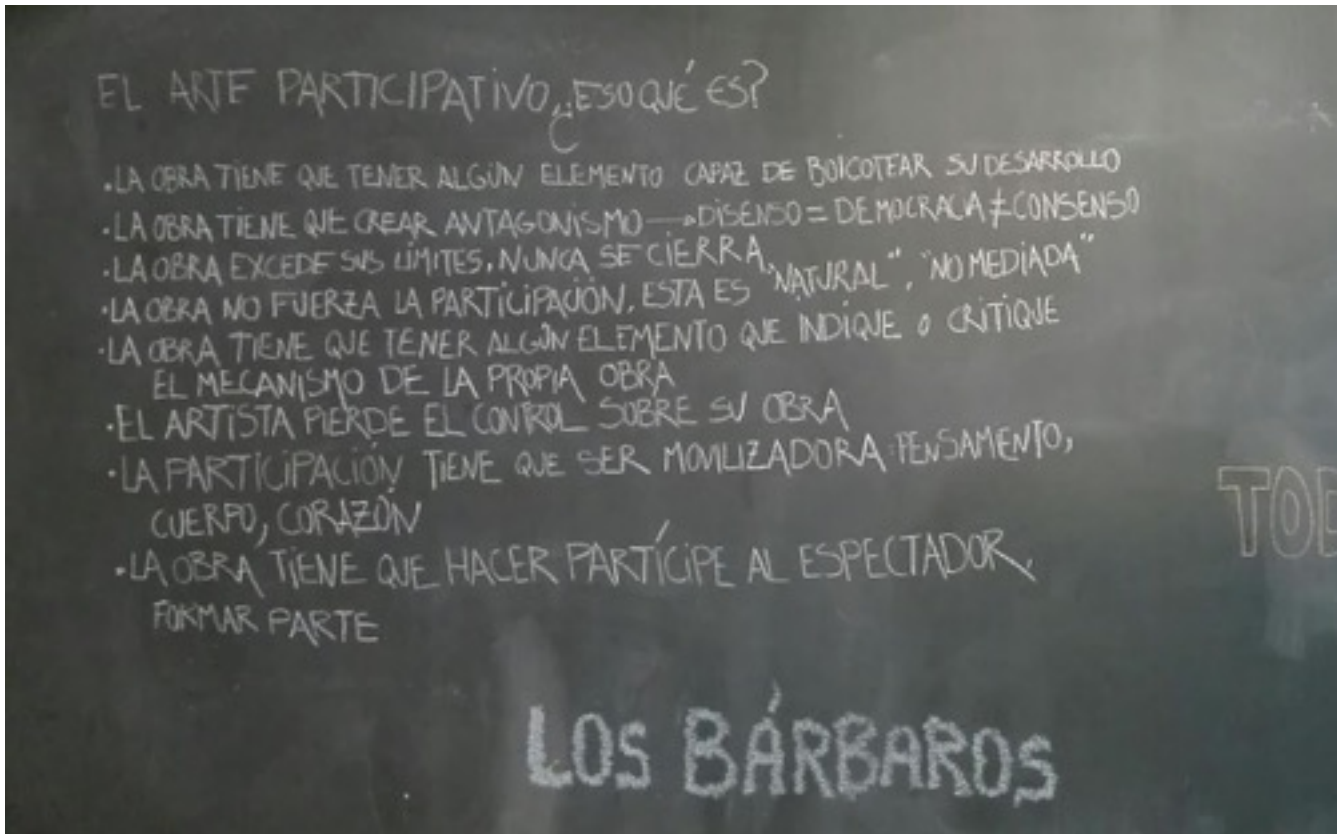 EL ARTE PARTICIPATIVO, ¿ESO QUÉ ES?
·LA OBRA TIENE QUE TENER ALGÚN ELEMENTO CAPAZ DE BOICOTEAR SU DESARROLLO
·LA OBRA TIENE QUE CREAR ANTAGONISMO → DISENSO = DEMOCRACIA ≠ CONSENSO
·LA OBRA EXCEDE SUS LÍMITES, NUNCA SE CIERRA.
·LA OBRA NO FUERZA LA PARTICIPACIÓN. ESTA ES "NATURAL", "NO MEDIADA"
·LA OBRA TIENE QUE TENER ALGÚN ELEMENTO QUE INDIQUE O CRITIQUE
EL MECANISMO DE LA PROPIA OBRA
·EL ARTISTA PIERDE EL CONTROL SOBRE SU OBRA
·LA PARTICIPACIÓN TIENE QUE SER MOVILIZADORA: PENSAMENTO,
CUERPO, CORAZÓN
·LA OBRA TIENE QUE HACER PARTÍCIPE AL ESPECTADOR,
FORMAR PARTE
TOD
LOS BÁRBAROS